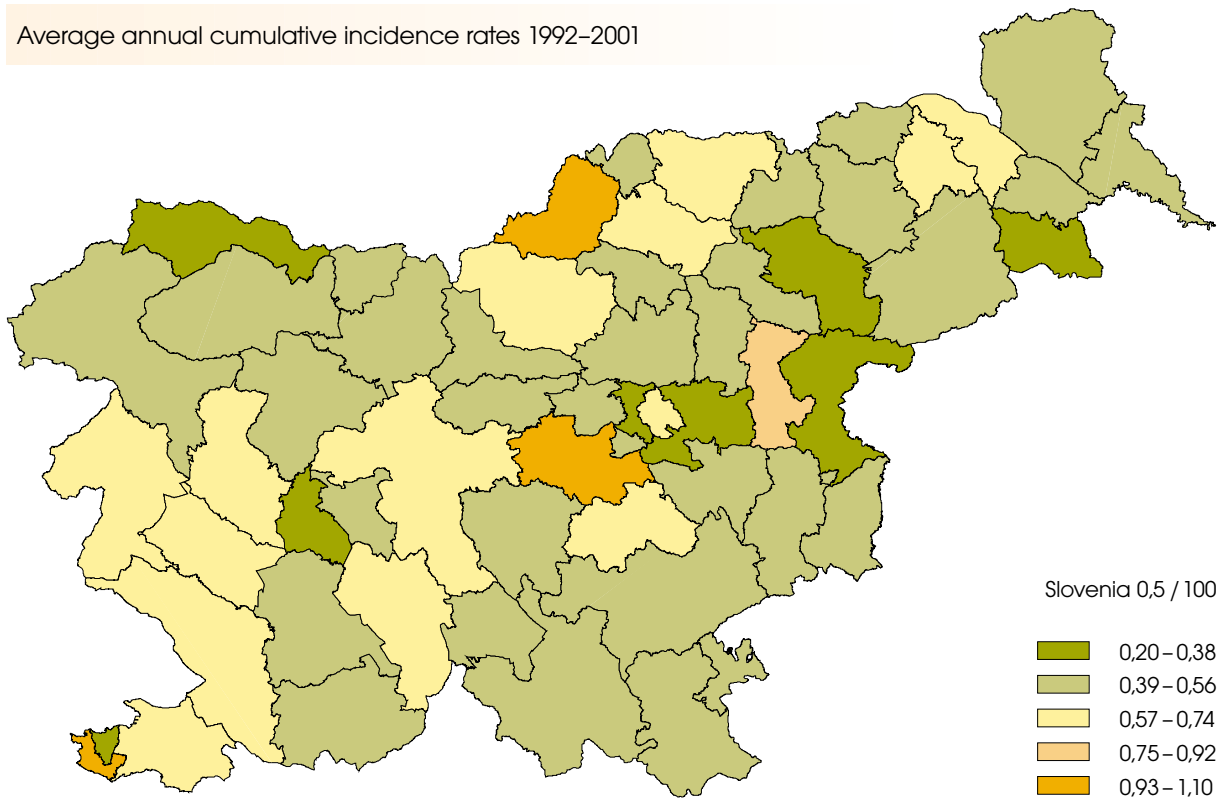 Average annual cumulative incidence rates 1992–2001
Slovenia 0,5 / 100
0,20 – 0,38
0,39 – 0,56
0,57 – 0,74
0,75 – 0,92
0,93 – 1,10